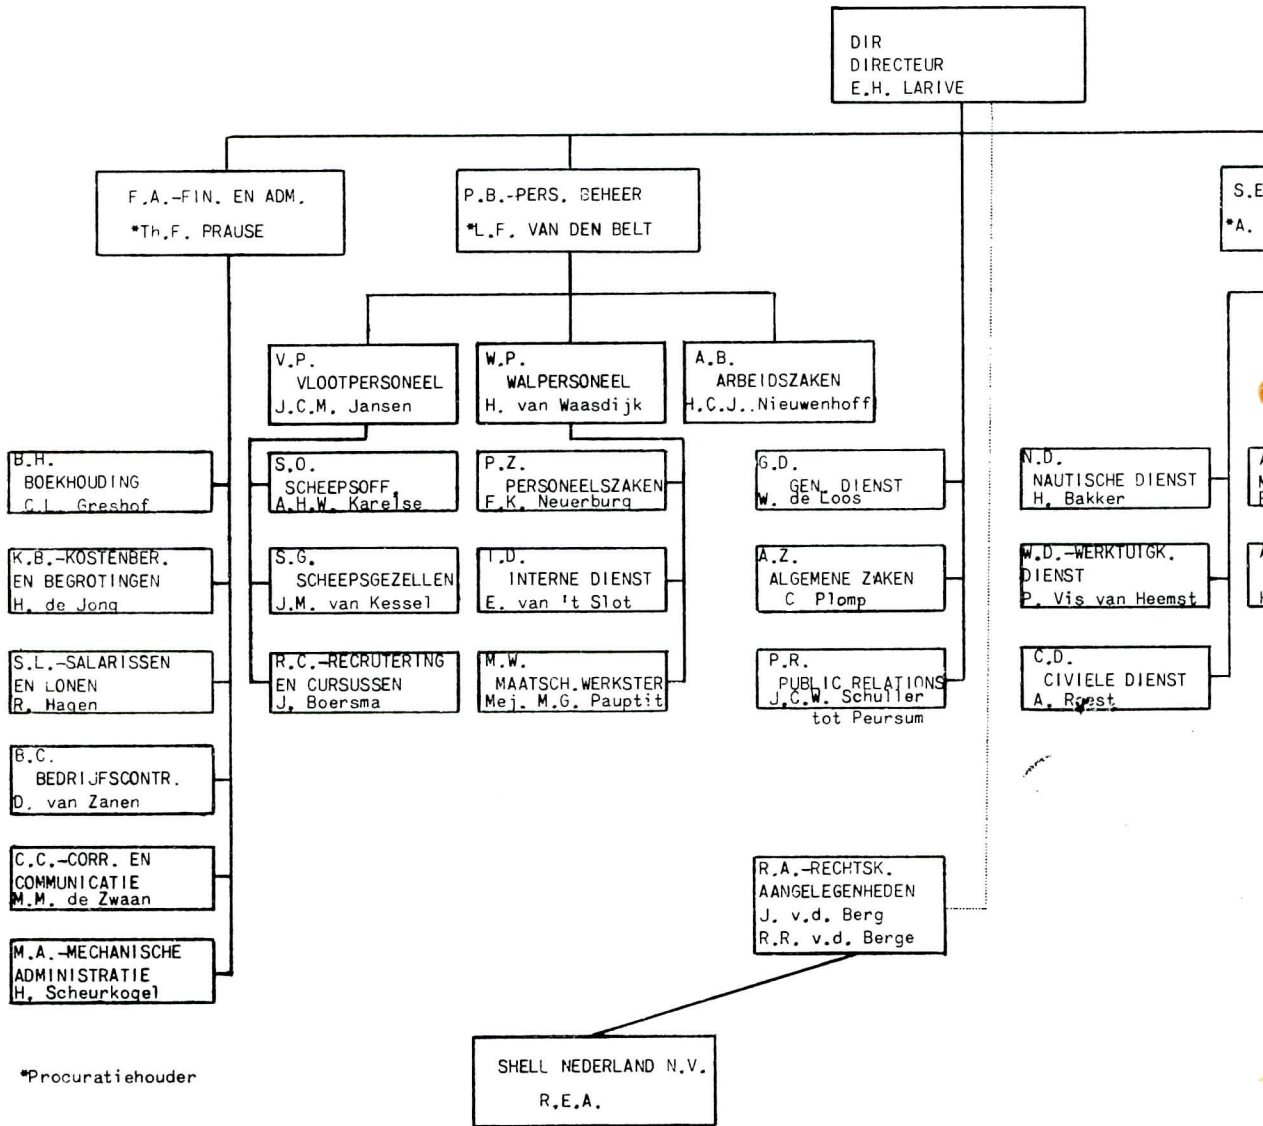 DIR
DIRECTEUR
E.H. LARIVE
F.A.-FIN. EN ADM.
*Th.F. PRAUSE
P.B.-PERS. BEHEER
*L.F. VAN DEN BELT
S.E
*A.
V.P.
VLOOTPERSONEEL
J.C.M. Jansen
W.P.
WALPERSONEEL
H. van Waasdijk
A.B.
ARBEIDSZAKEN
H.C.J..Nieuwenhoff
B.H.
BOEKHOUDING
C.L. Greshof
K.B.-KOSTENBER.
EN BEGROTINGEN
H. de Jong
S.L.-SALARISSEN
EN LONEN
R. Hagen
B.C.
BEDRIJFSCONTR.
D. van Zanen
C.C.-CORR. EN
COMMUNICATIE
M.M. de Zwaan
M.A.-MECHANISCHE
ADMINISTRATIE
H. Scheurkogel
S.O.
SCHEEPSOFF.
A.H.W. Karelse
S.G.
SCHEEPSGEZELLEN
J.M. van Kessel
R.C.-RECRUTERING
EN CURSUSSEN
J. Boersma
P.Z.
PERSONEELSZAKEN
F.K. Neuerburg
I.D.
INTERNE DIENST
E. van 't Slot
M.W.
MAATSCH.WERKSTER
Mej. M.G. Pauptit
G.D.
GEN. DIENST
W. de Loos
A.Z.
ALGEMENE ZAKEN
C Plomp
P.R.
PUBLIC RELATIONS
J.C.W. Schuller
tot Peursum
N.D.
NAUTISCHE DIENST
H. Bakker
W.D.-WERKTUIGK.
DIENST
P. Vis van Heemst
C.D.
CIVIELE DIENST
A. Roest
R.A.-RECHTSK.
AANGELEGENHEDEN
J. v.d. Berg
R.R. v.d. Berge
SHELL NEDERLAND N.V.
R.E.A.
*Procuratiehouder